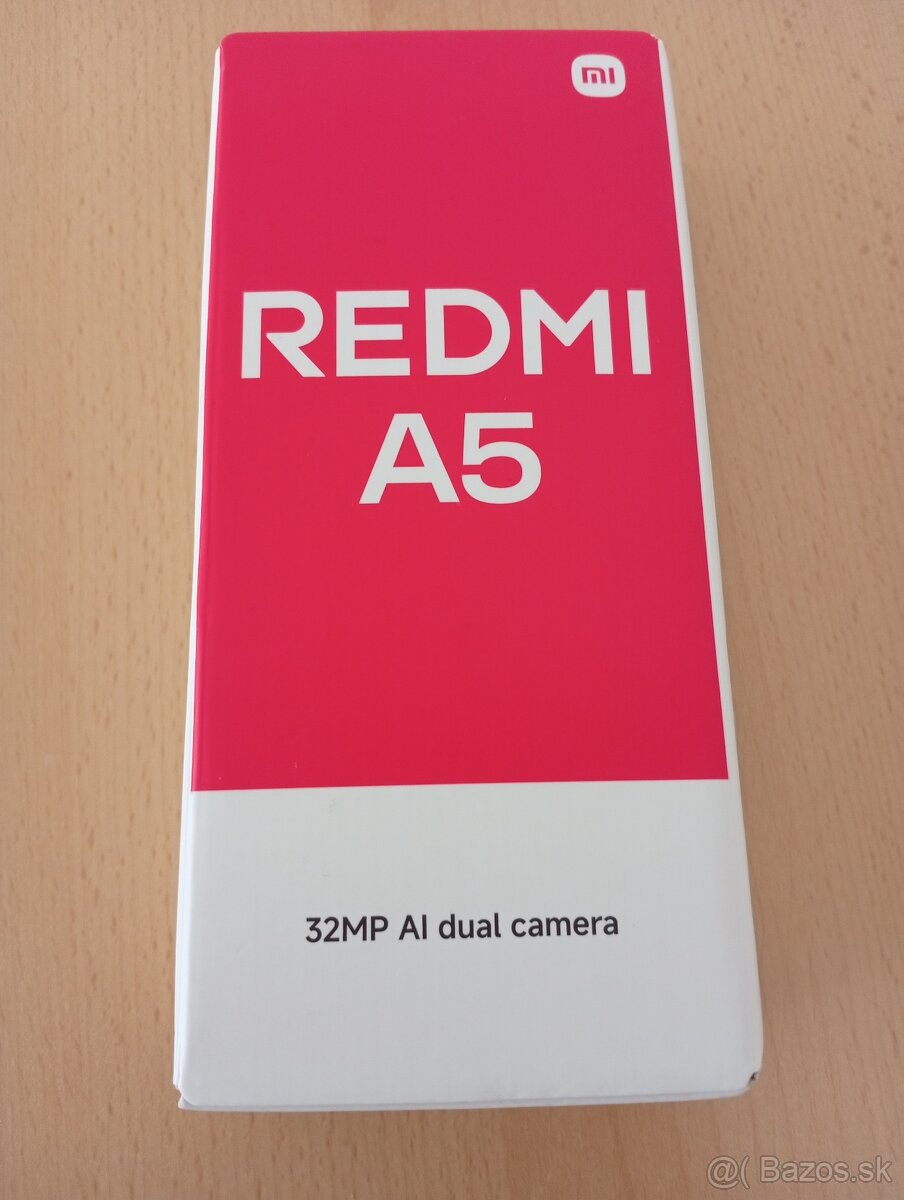 mi
REDMI
A5
32MP AI dual camera
@( Bazos.sk